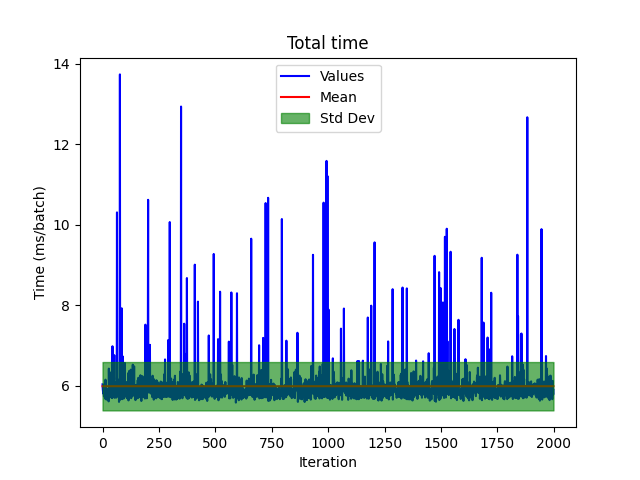 Total time
Values
Mean
Std Dev
14
12
10
8
6
Time (ms/batch)
0 250 500 750 1000 1250 1500 1750 2000
Iteration